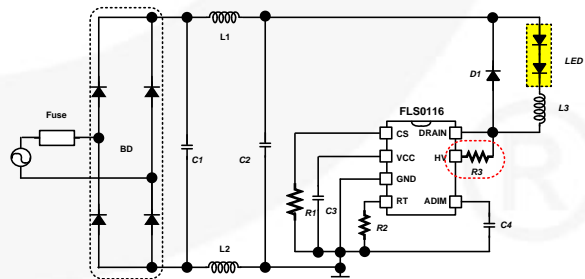 L1
LED
D1
L3
Fuse
BD
C1
C2
FLS0116
CS
DRAIN
VCC
HV
GND
RT
ADIM
R3
R1
C3
R2
C4
L2